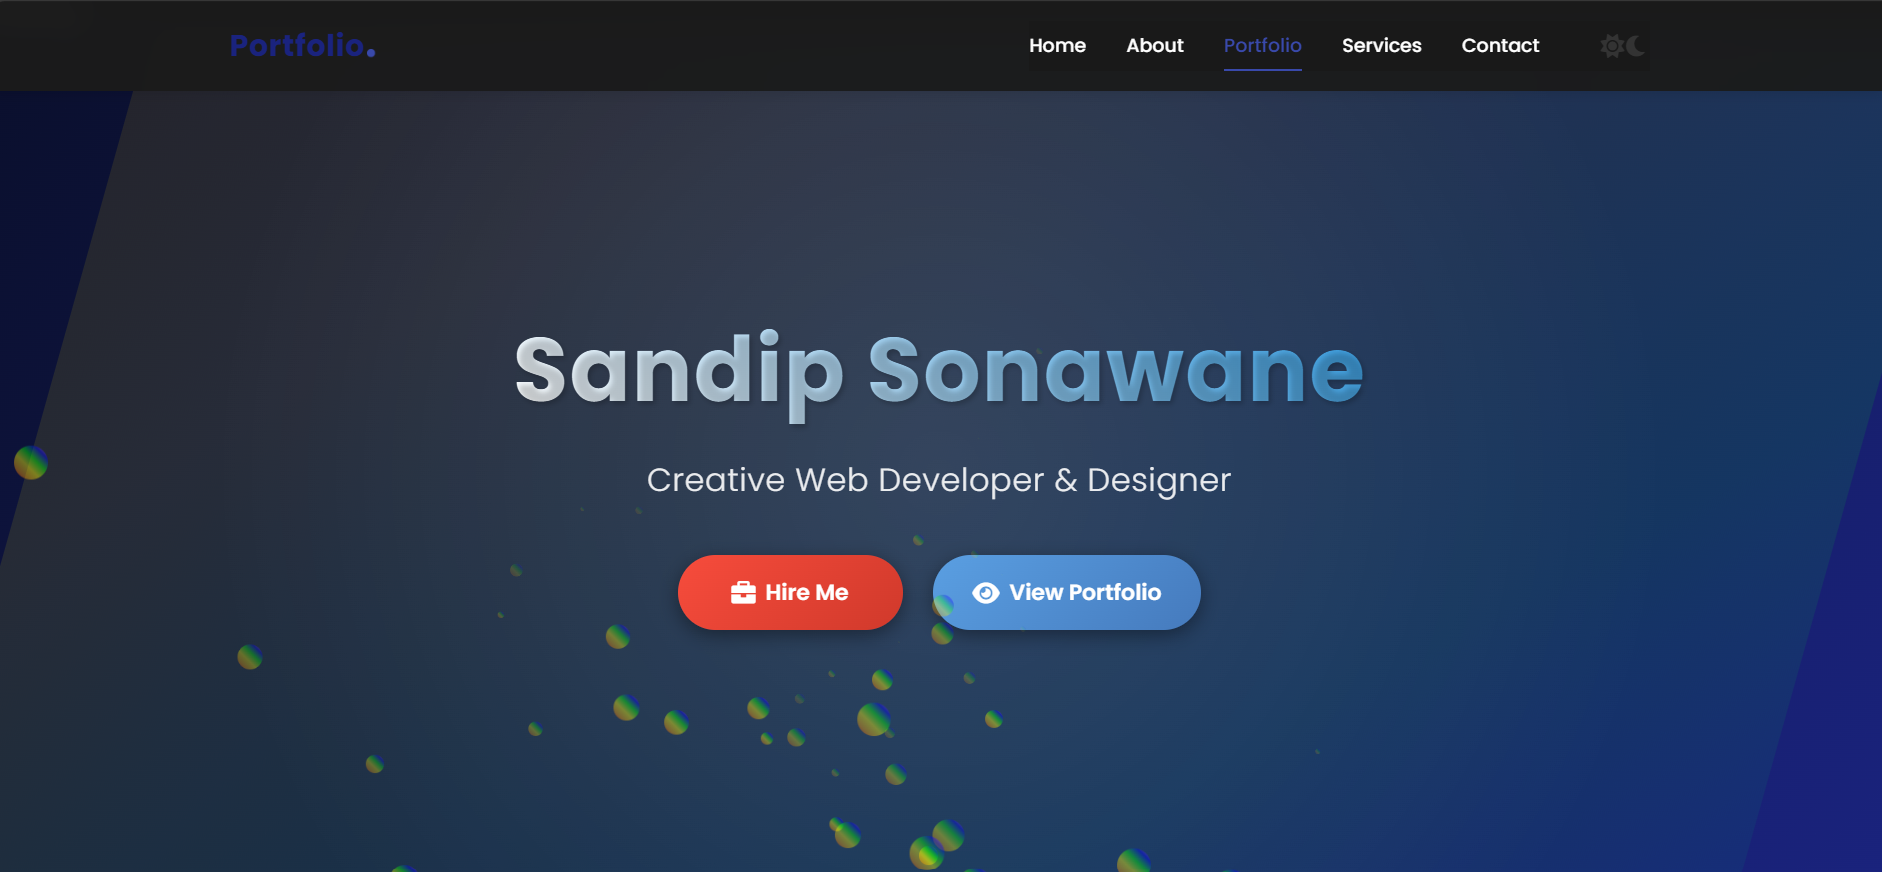 Portfolio.
Home About Portfolio Services Contact
Sandip Sonawane
Creative Web Developer & Designer
Hire Me
View Portfolio